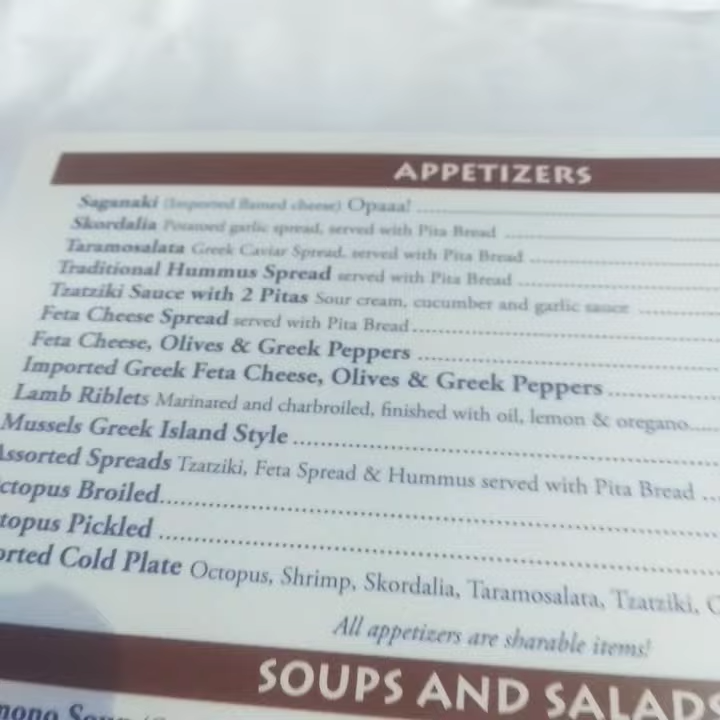 APPETIZERS
Saganaki (Imported flamed cheese) Opaaa!
Skordalia Potatoed garlic spread, served with Pita Bread
Taramosalata Greek Caviar Spread, served with Pita Bread
Traditional Hummus Spread served with Pita Bread
Tzatziki Sauce with 2 Pitas Sour cream, cucumber and garlic sauce
Feta Cheese Spread served with Pita Bread
Feta Cheese, Olives & Greek Peppers
Imported Greek Feta Cheese, Olives & Greek Peppers
Lamb Riblets Marinated and charbroiled, finished with oil, lemon & oregano
Mussels Greek Island Style
Assorted Spreads Tzatziki, Feta Spread & Hummus served with Pita Bread
ctopus Broiled
topus Pickled
orted Cold Plate Octopus, Shrimp, Skordalia, Taramosalata, Tzatziki,
All appetizers are sharable items!
SOUPS AND SALADS